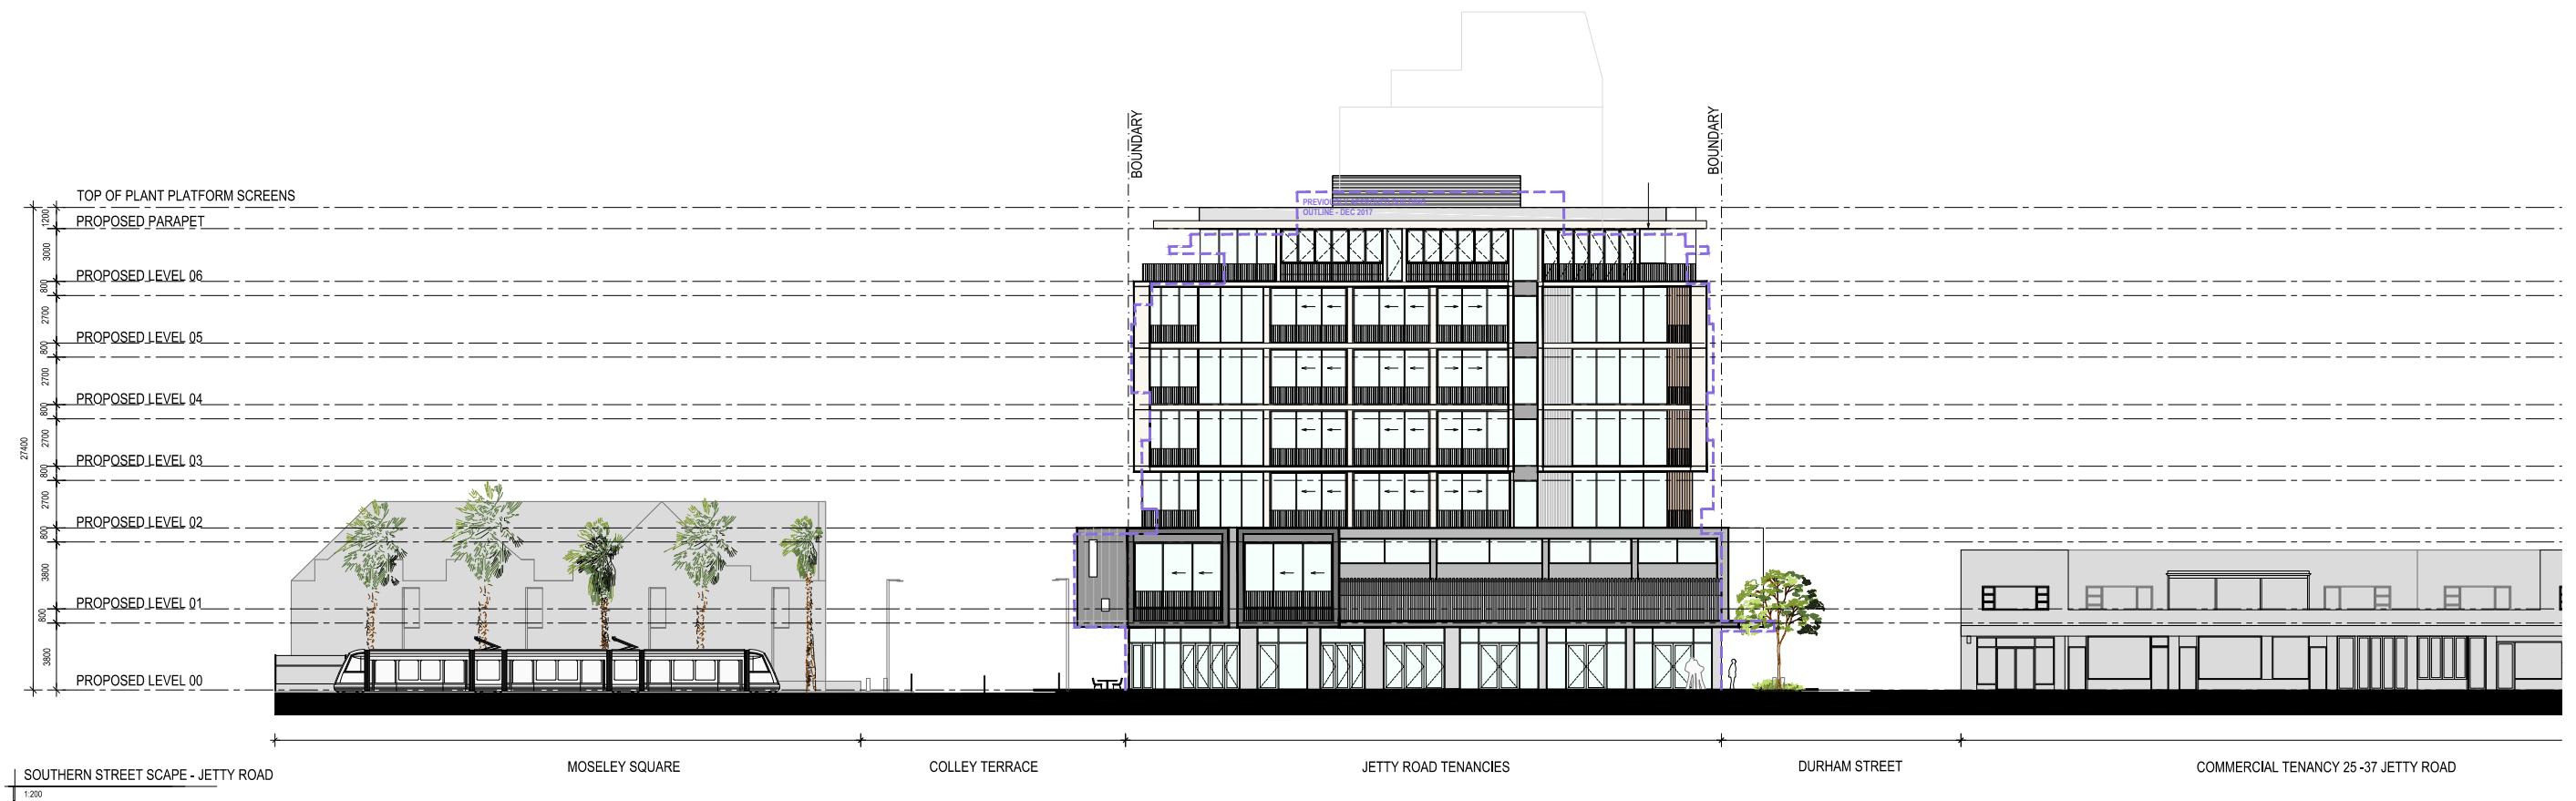 BOUNDARY
BOUNDARY
TOP OF PLANT PLATFORM SCREENS
1200
PROPOSED PARAPET
3000
PROPOSED LEVEL 06
800
2700
PROPOSED LEVEL 05
800
2700
PROPOSED LEVEL 04
800
2700
PROPOSED LEVEL 03
800
2700
PROPOSED LEVEL 02
800
3800
PROPOSED LEVEL 01
800
3800
PROPOSED LEVEL 00
27400
OUTLINE - DEC 2017
MOSELEY SQUARE
COLLEY TERRACE
JETTY ROAD TENANCIES
DURHAM STREET
COMMERCIAL TENANCY 25 -37 JETTY ROAD
SOUTHERN STREET SCAPE - JETTY ROAD
1:200